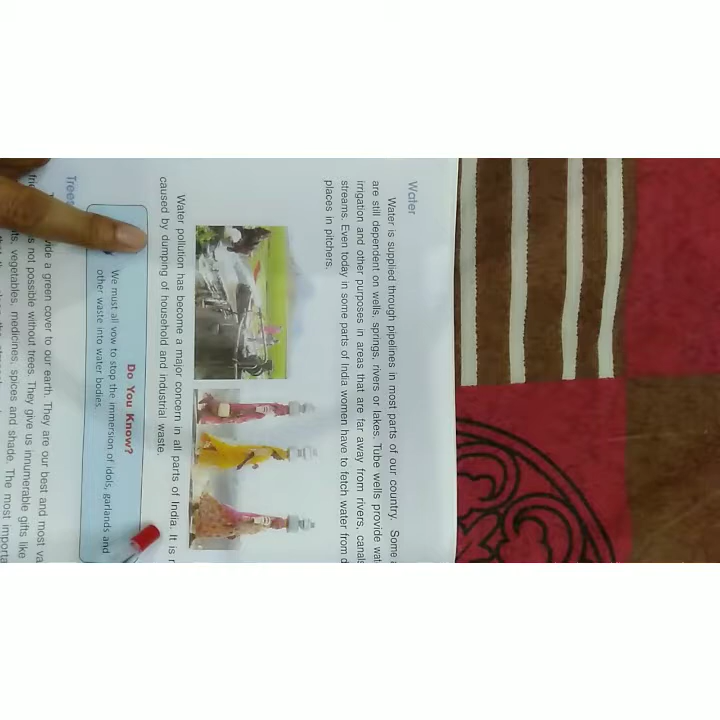 Water
Water is supplied through pipelines in most parts of our country. Some
are still dependent on wells, springs, rivers or lakes. Tube wells provide
irrigation and other purposes in areas that are far away from rivers,
streams. Even today in some parts of India women have to fetch water from
places in pitchers.
Water pollution has become a major concern in all parts of India. It is
caused by dumping of household and industrial waste.
Do You Know?
We must all vow to stop the immersion of idols, garlands and
other waste into water bodies.
Trees
a green cover to our earth. They are our best and most
not possible without trees. They give us innumerable gifts like
vegetables, medicines, spices and shade. The most